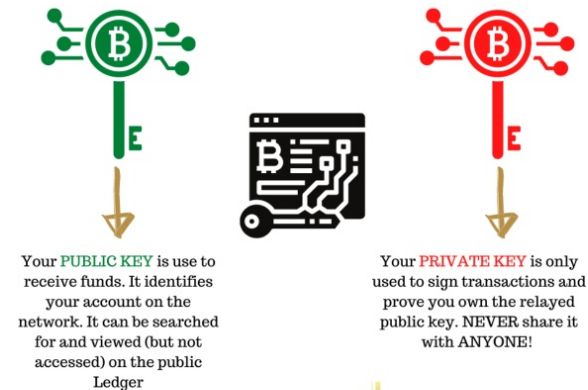 Your PUBLIC KEY is use to
receive funds. It identifies
your account on the
network. It can be searched
for and viewed (but not
accessed) on the public
Ledger
Your PRIVATE KEY is only
used to sign transactions and
prove you own the relayed
public key. NEVER share it
with ANYONE!